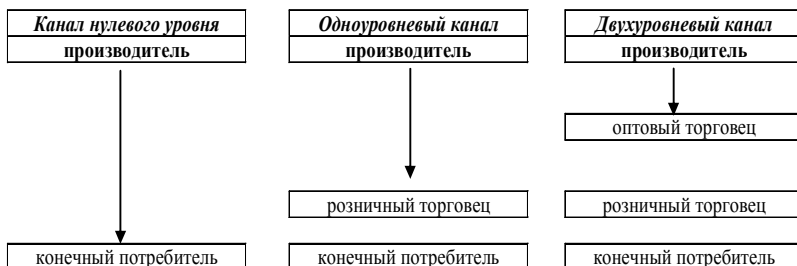 Канал нулевого уровня
производитель
конечный потребитель
Одноуровневый канал
производитель
розничный торговец
конечный потребитель
Двухуровневый канал
производитель
оптовый торговец
розничный торговец
конечный потребитель